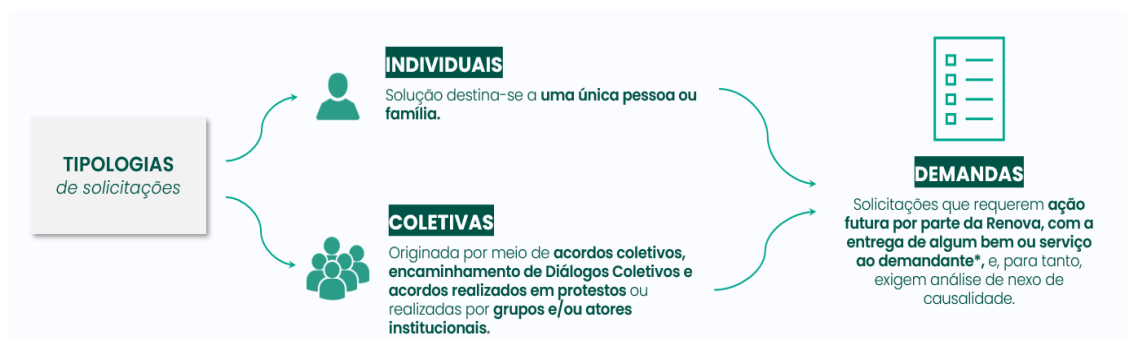 TIPOLOGIAS
de solicitações
INDIVIDUAIS
Solução destina-se a uma única pessoa ou
família.
COLETIVAS
Originada por meio de acordos coletivos,
encaminhamento de Diálogos Coletivos e
acordos realizados em protestos ou
realizadas por grupos e/ou atores
institucionais.
DEMANDAS
Solicitações que requerem ação
futura por parte da Renova, com a
entrega de algum bem ou serviço
ao demandante*, e, para tanto,
exigem análise de nexo de
causalidade.